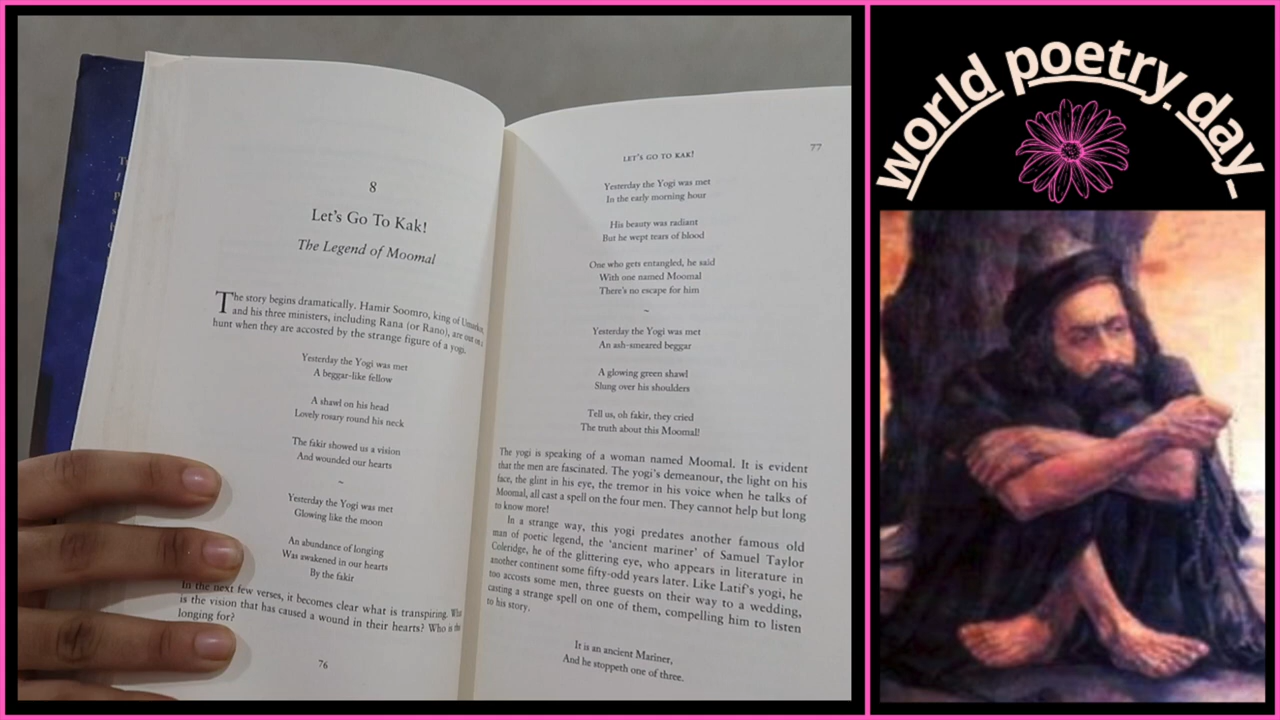 8
Let's Go To Kak!
The Legend of Moomal
The story begins dramatically. Hamir Soomro, king of
and his three ministers, including Rana (or Rano), are out on a
hunt when they are accosted by the strange figure of a yogi.
Yesterday the Yogi was met
A beggar-like fellow
A shawl on his head
Lovely rosary round his neck
The fakir showed us a vision
And wounded our hearts
~
Yesterday the Yogi was met
Glowing like the moon
An abundance of longing
Was awakened in our hearts
By the fakir
In the next few verses, it becomes clear what is transpiring. What
is the vision that has caused a wound in their hearts? Who is the
longing for?
76
LET'S GO TO KAK!
77
Yesterday the Yogi was met
In the early morning hour
His beauty was radiant
But he wept tears of blood
One who gets entangled, he said
With one named Moomal
There's no escape for him
~
Yesterday the Yogi was met
An ash-smeared beggar
A glowing green shawl
Slung over his shoulders
Tell us, oh fakir, they cried
The truth about this Moomal!
The yogi is speaking of a woman named Moomal. It is evident
that the men are fascinated. The yogi's demeanour, the light on his
face, the glint in his eye, the tremor in his voice when he talks of
Moomal, all cast a spell on the four men. They cannot help but long
to know more!
In a strange way, this yogi predates another famous old
man of poetic legend, the 'ancient mariner' of Samuel Taylor
Coleridge, he of the glittering eye, who appears in literature in
another continent some fifty-odd years later. Like Latif's yogi, he
too accosts some men, three guests on their way to a wedding,
casting a strange spell on one of them, compelling him to listen
to his story.
It is an ancient Mariner,
And he stoppeth one of three.
world poetry day